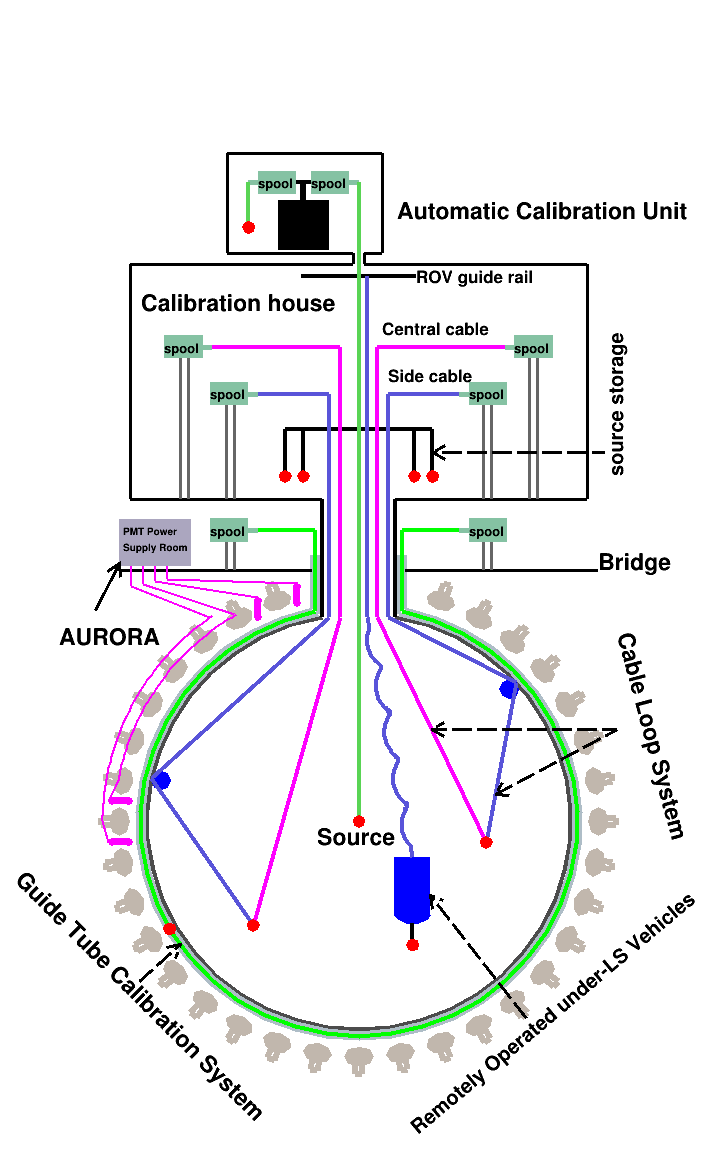 spool
spool
Automatic Calibration Unit
ROV guide rail
Calibration house
Central cable
spool
spool
Side cable
spool
spool
source storage
PMT Power
Supply Room
spool
spool
Bridge
AURORA
Cable Loop System
Source
Guide Tube Calibration System
Remotely Operated under-LS Vehicles